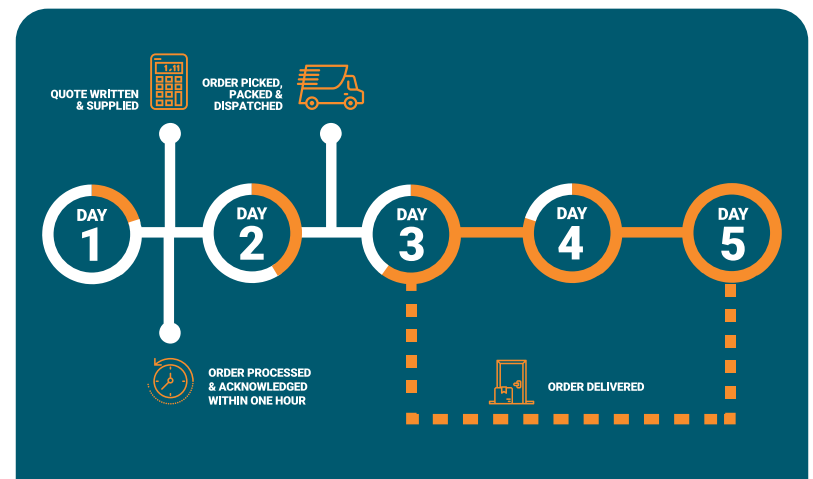 QUOTE WRITTEN
& SUPPLIED
1.11
ORDER PICKED,
PACKED &
DISPATCHED
DAY
1
DAY
2
DAY
3
DAY
4
DAY
5
ORDER PROCESSED
& ACKNOWLEDGED
WITHIN ONE HOUR
ORDER DELIVERED